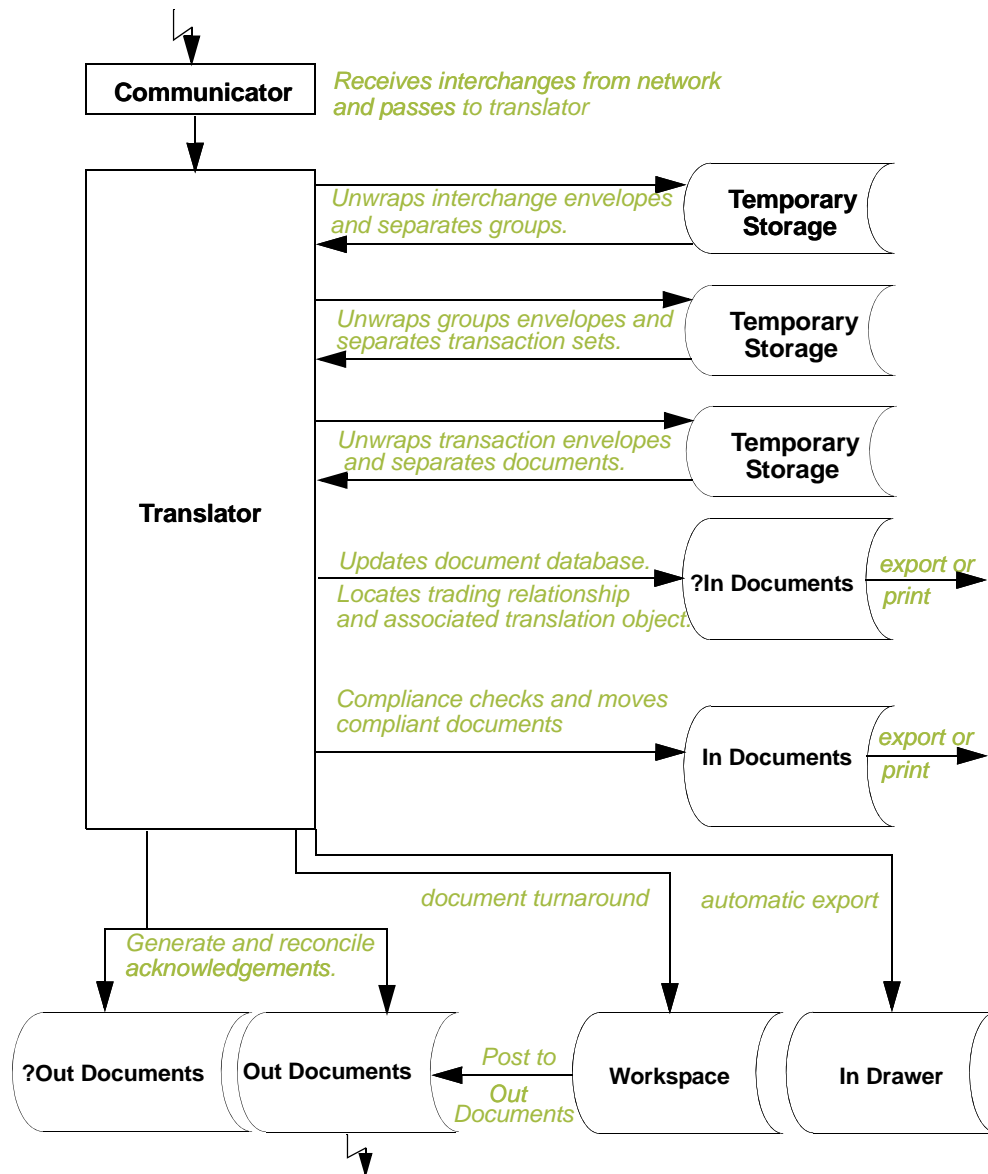 Communicator
Receives interchanges from network
and passes to translator
Unwraps interchange envelopes
and separates groups.
Temporary
Storage
Unwraps groups envelopes and
separates transaction sets.
Temporary
Storage
Unwraps transaction envelopes
and separates documents.
Temporary
Storage
Translator
Updates document database.
Locates trading relationship
and associated translation object.
?In Documents
export or
print
Compliance checks and moves
compliant documents
In Documents
export or
print
document turnaround
automatic export
Generate and reconcile
acknowledgements.
?Out Documents
Out Documents
Post to
Out
Documents
Workspace
In Drawer